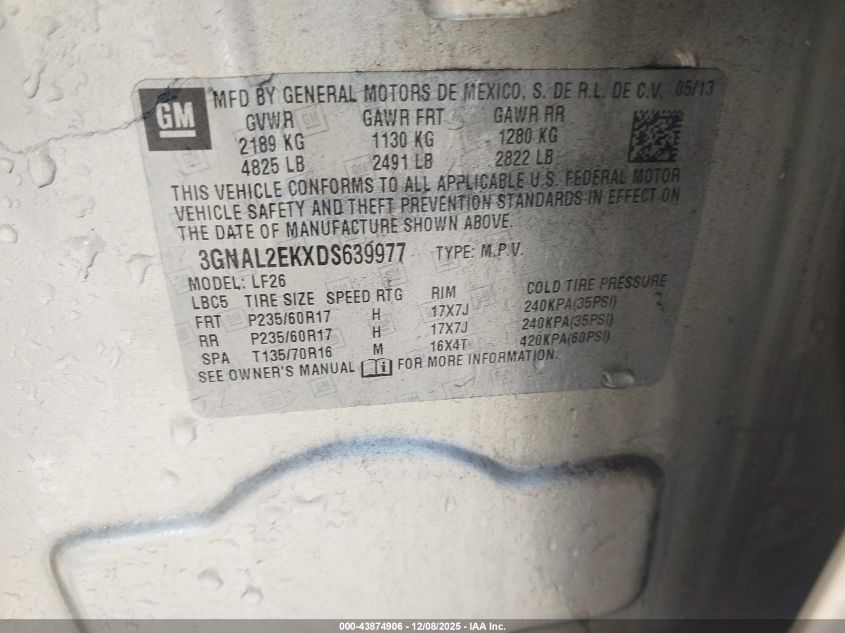 GM
MFD BY GENERAL MOTORS DE MEXICO, S. DE R.L. DE C.V. 05/13
GVWR GAWR FRT GAWR RR
2189 KG 1130 KG 1280 KG
4825 LB 2491 LB 2822 LB
THIS VEHICLE CONFORMS TO ALL APPLICABLE U.S. FEDERAL MOTOR
VEHICLE SAFETY AND THEFT PREVENTION STANDARDS IN EFFECT ON
THE DATE OF MANUFACTURE SHOWN ABOVE.
3GNAL2EKXDS639977 TYPE: M.P.V.
MODEL: LF26
LBC5 TIRE SIZE SPEED RTG RIM COLD TIRE PRESSURE
FRT P235/60R17 H 17X7J 240KPA(35PSI)
RR P235/60R17 H 17X7J 240KPA(35PSI)
SPA T135/70R16 M 16X4T 420KPA(60PSI)
SEE OWNER'S MANUAL FOR MORE INFORMATION.
000-43874906 - 12/08/2025 - IAA Inc.